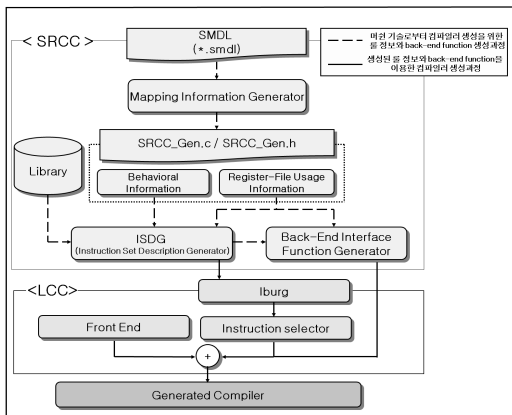 < SRCC >
SMDL
(*.smdl)
머쉰 기술로부터 컴파일러 생성을 위한
룰 정보와 back-end function 생성과정
생성된 룰 정보와 back-end function을
이용한 컴파일러 생성과정
Mapping Information Generator
SRCC_Gen.c / SRCC_Gen.h
Library
Behavioral
Information
Register-File Usage
Information
ISDG
(Instruction Set Description Generator)
Back-End Interface
Function Generator
<LCC>
Iburg
Front End
Instruction selector
+
Generated Compiler